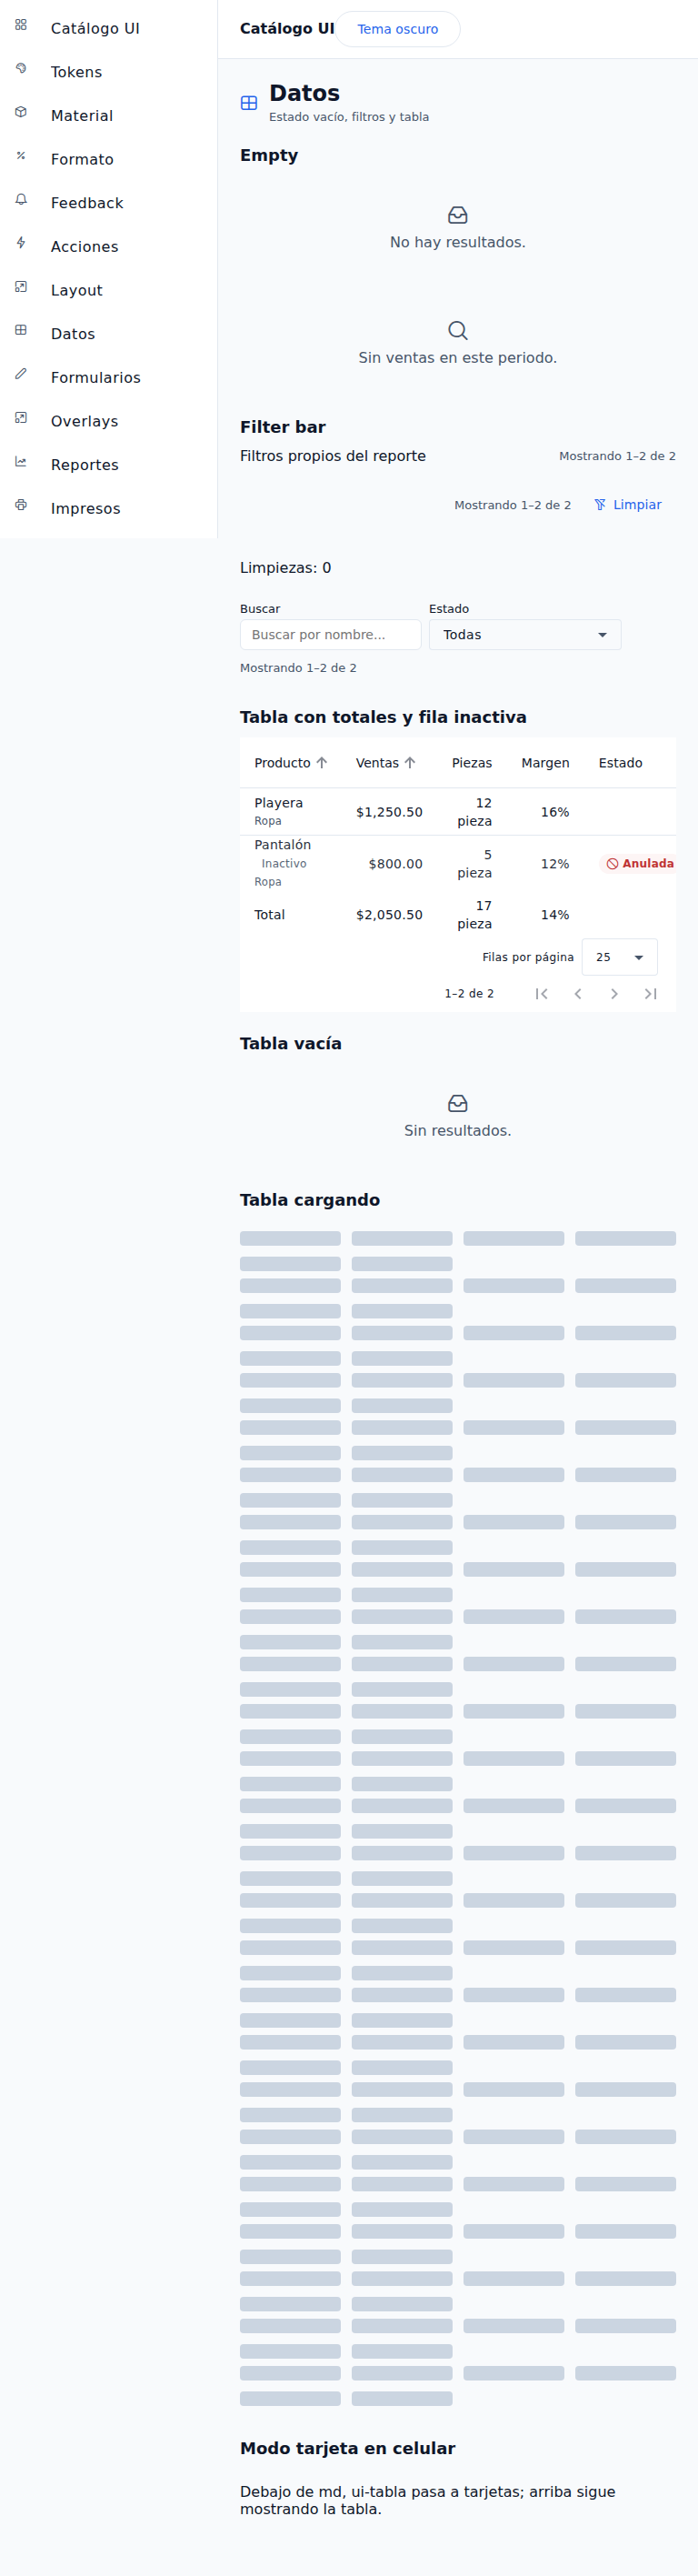 Catálogo UI
Tokens
Material
Formato
Feedback
Acciones
Layout
Datos
Formularios
Overlays
Reportes
Impresos
Catálogo UI
Tema oscuro
Datos
Estado vacío, filtros y tabla
Empty
No hay resultados.
Sin ventas en este periodo.
Filter bar
Filtros propios del reporte
Mostrando 1–2 de 2
Mostrando 1–2 de 2
Limpiar
Limpiezas: 0
Buscar
Estado
Buscar por nombre...
Todas
Mostrando 1–2 de 2
Tabla con totales y fila inactiva
Producto Ventas Piezas Margen Estado
Playera
Ropa
$1,250.50
12
pieza
16%
Pantalón
Inactivo
Ropa
$800.00
5
pieza
12%
Anulada
Total
$2,050.50
17
pieza
14%
Filas por página
25
1–2 de 2
Tabla vacía
Sin resultados.
Tabla cargando
Modo tarjeta en celular
Debajo de md, ui-tabla pasa a tarjetas; arriba sigue
mostrando la tabla.